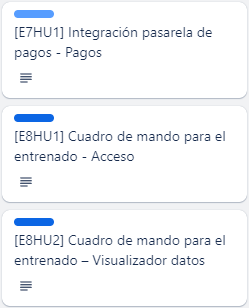 [E7HU1] Integración pasarela de
pagos - Pagos
[E8HU1] Cuadro de mando para el
entrenado - Acceso
[E8HU2] Cuadro de mando para el
entrenado – Visualizador datos